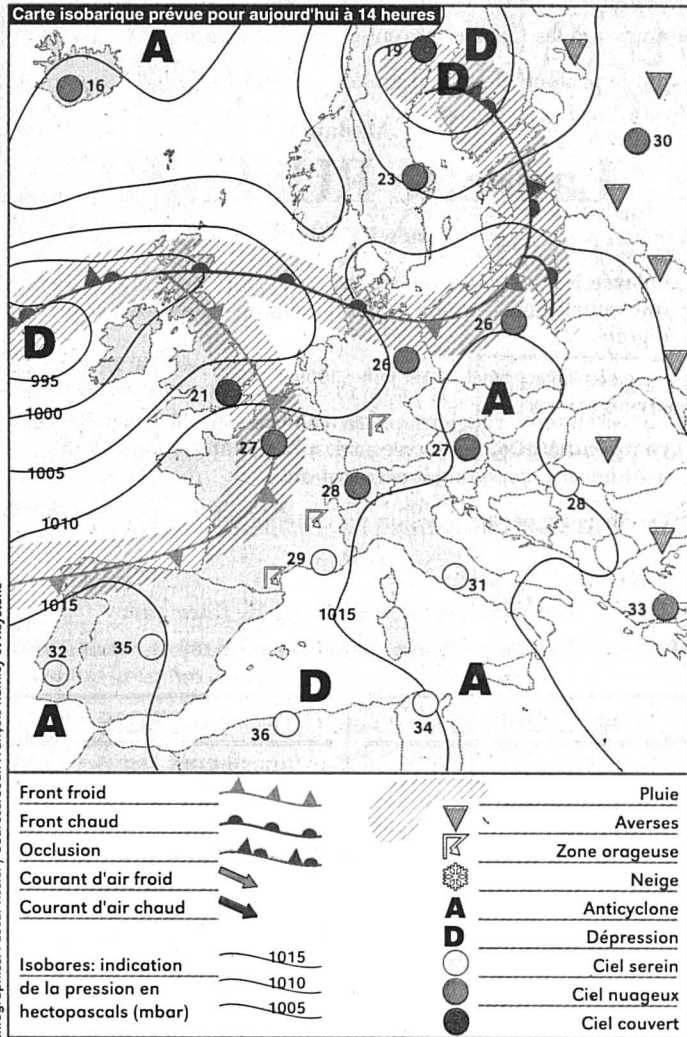 Carte isobarique prévue pour aujourd'hui à 14 heures
A
D
19
D
16
30
23
D
26
995
26
A
1000
21
27
27
1005
28
28
1010
29
31
1015
1015
33
32
35
D
A
A
36
34
Front froid
Front chaud
Occlusion
Courant d'air froid
Courant d'air chaud
Isobares: indication
de la pression en
hectopascals (mbar)
1015
1010
1005
Pluie
Averses
Zone orageuse
Neige
A Anticyclone
D Dépression
Ciel serein
Ciel nuageux
Ciel couvert